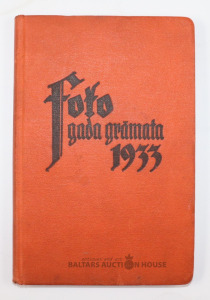 Foto
gada grāmata
1933
BALTARS AUCTION HOUSE